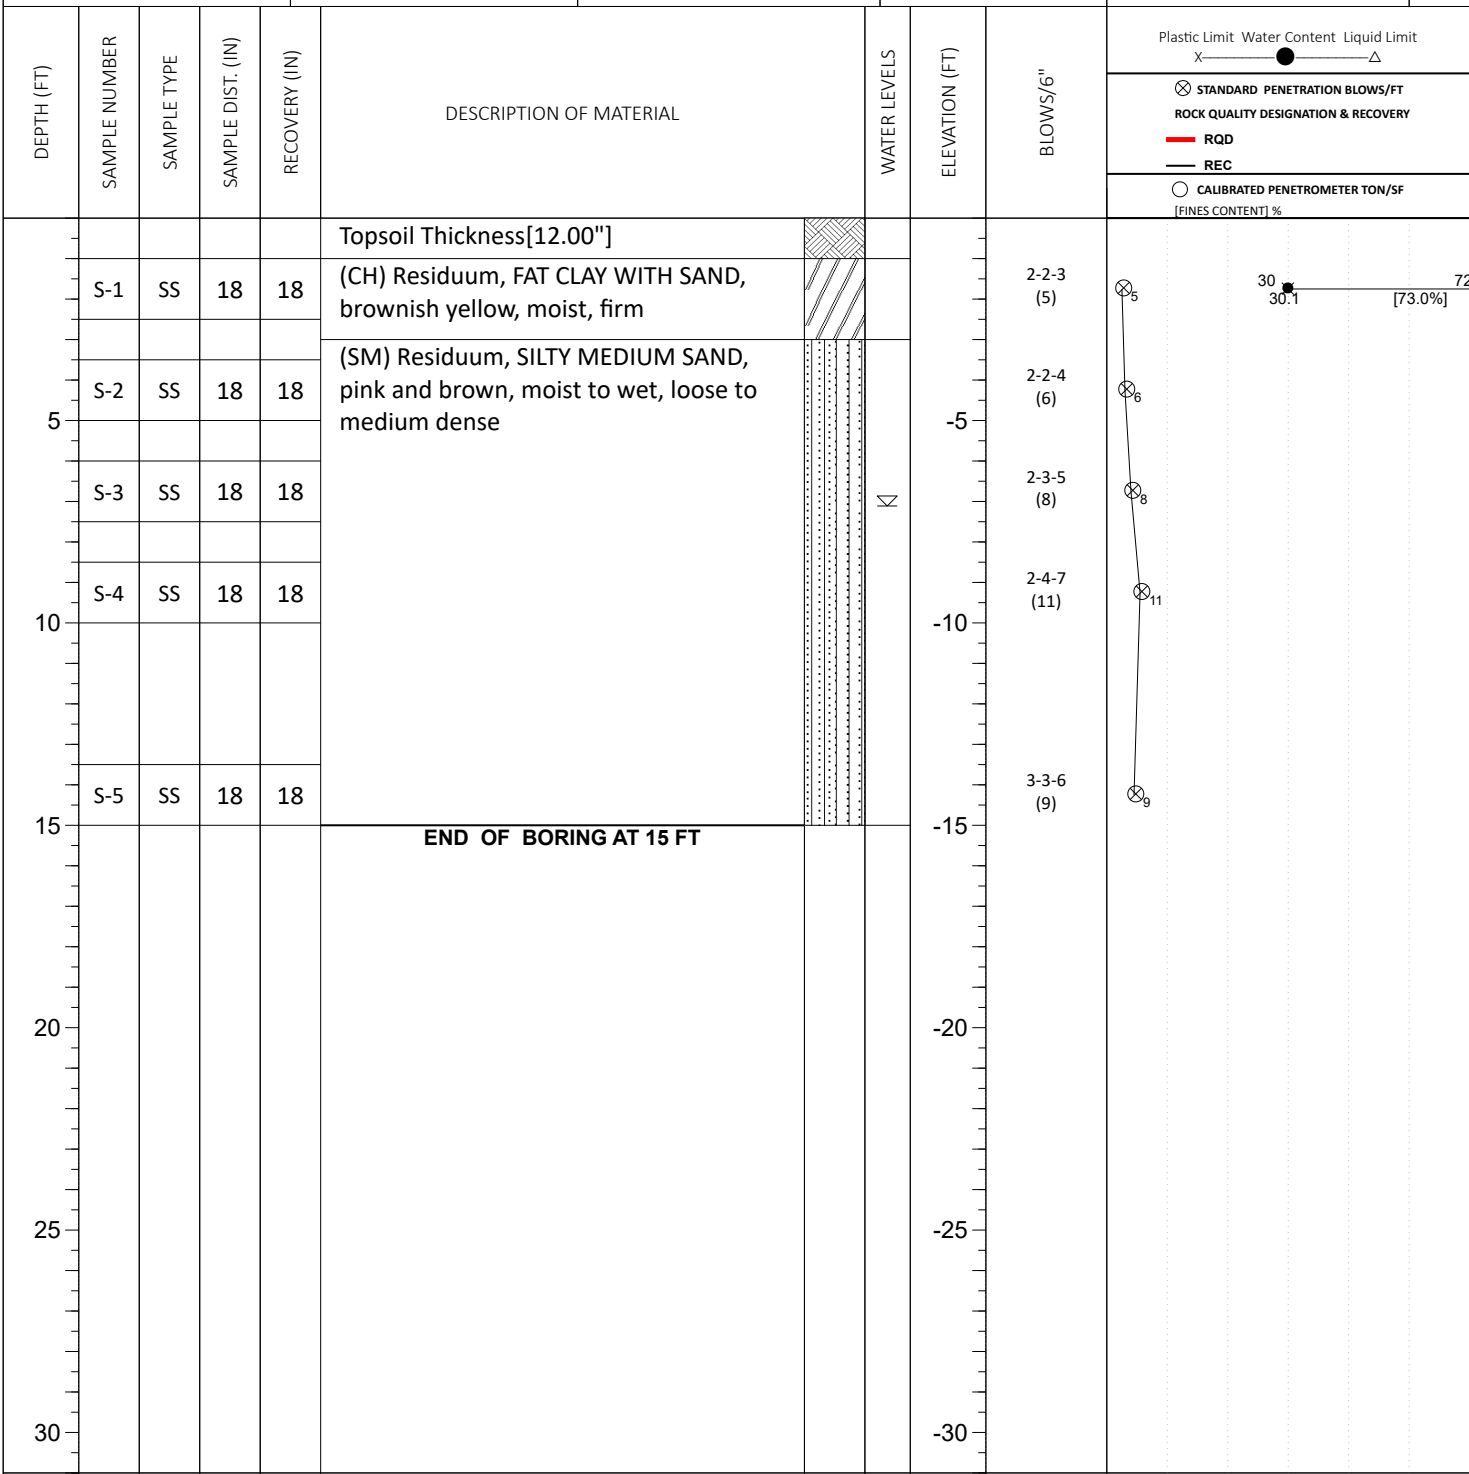 DEPTH (FT)
SAMPLE NUMBER
SAMPLE TYPE
SAMPLE DIST. (IN)
RECOVERY (IN)
DESCRIPTION OF MATERIAL
WATER LEVELS
ELEVATION (FT)
BLOWS/6"
Plastic Limit Water Content Liquid Limit
X
STANDARD PENETRATION BLOWS/FT
ROCK QUALITY DESIGNATION & RECOVERY
RQD
REC
CALIBRATED PENETROMETER TON/SF
[FINES CONTENT] %
Topsoil Thickness[12.00"]
S-1 SS 18 18
(CH) Residuum, FAT CLAY WITH SAND,
brownish yellow, moist, firm
2-2-3
(5)
5
30
30.1
72
[73.0%]
S-2 SS 18 18
(SM) Residuum, SILTY MEDIUM SAND,
pink and brown, moist to wet, loose to
medium dense
2-2-4
(6)
6
5
-5
S-3 SS 18 18
2-3-5
(8)
8
S-4 SS 18 18
2-4-7
(11)
11
10
-10
S-5 SS 18 18
3-3-6
(9)
9
15
-15
END OF BORING AT 15 FT
20
-20
25
-25
30
-30